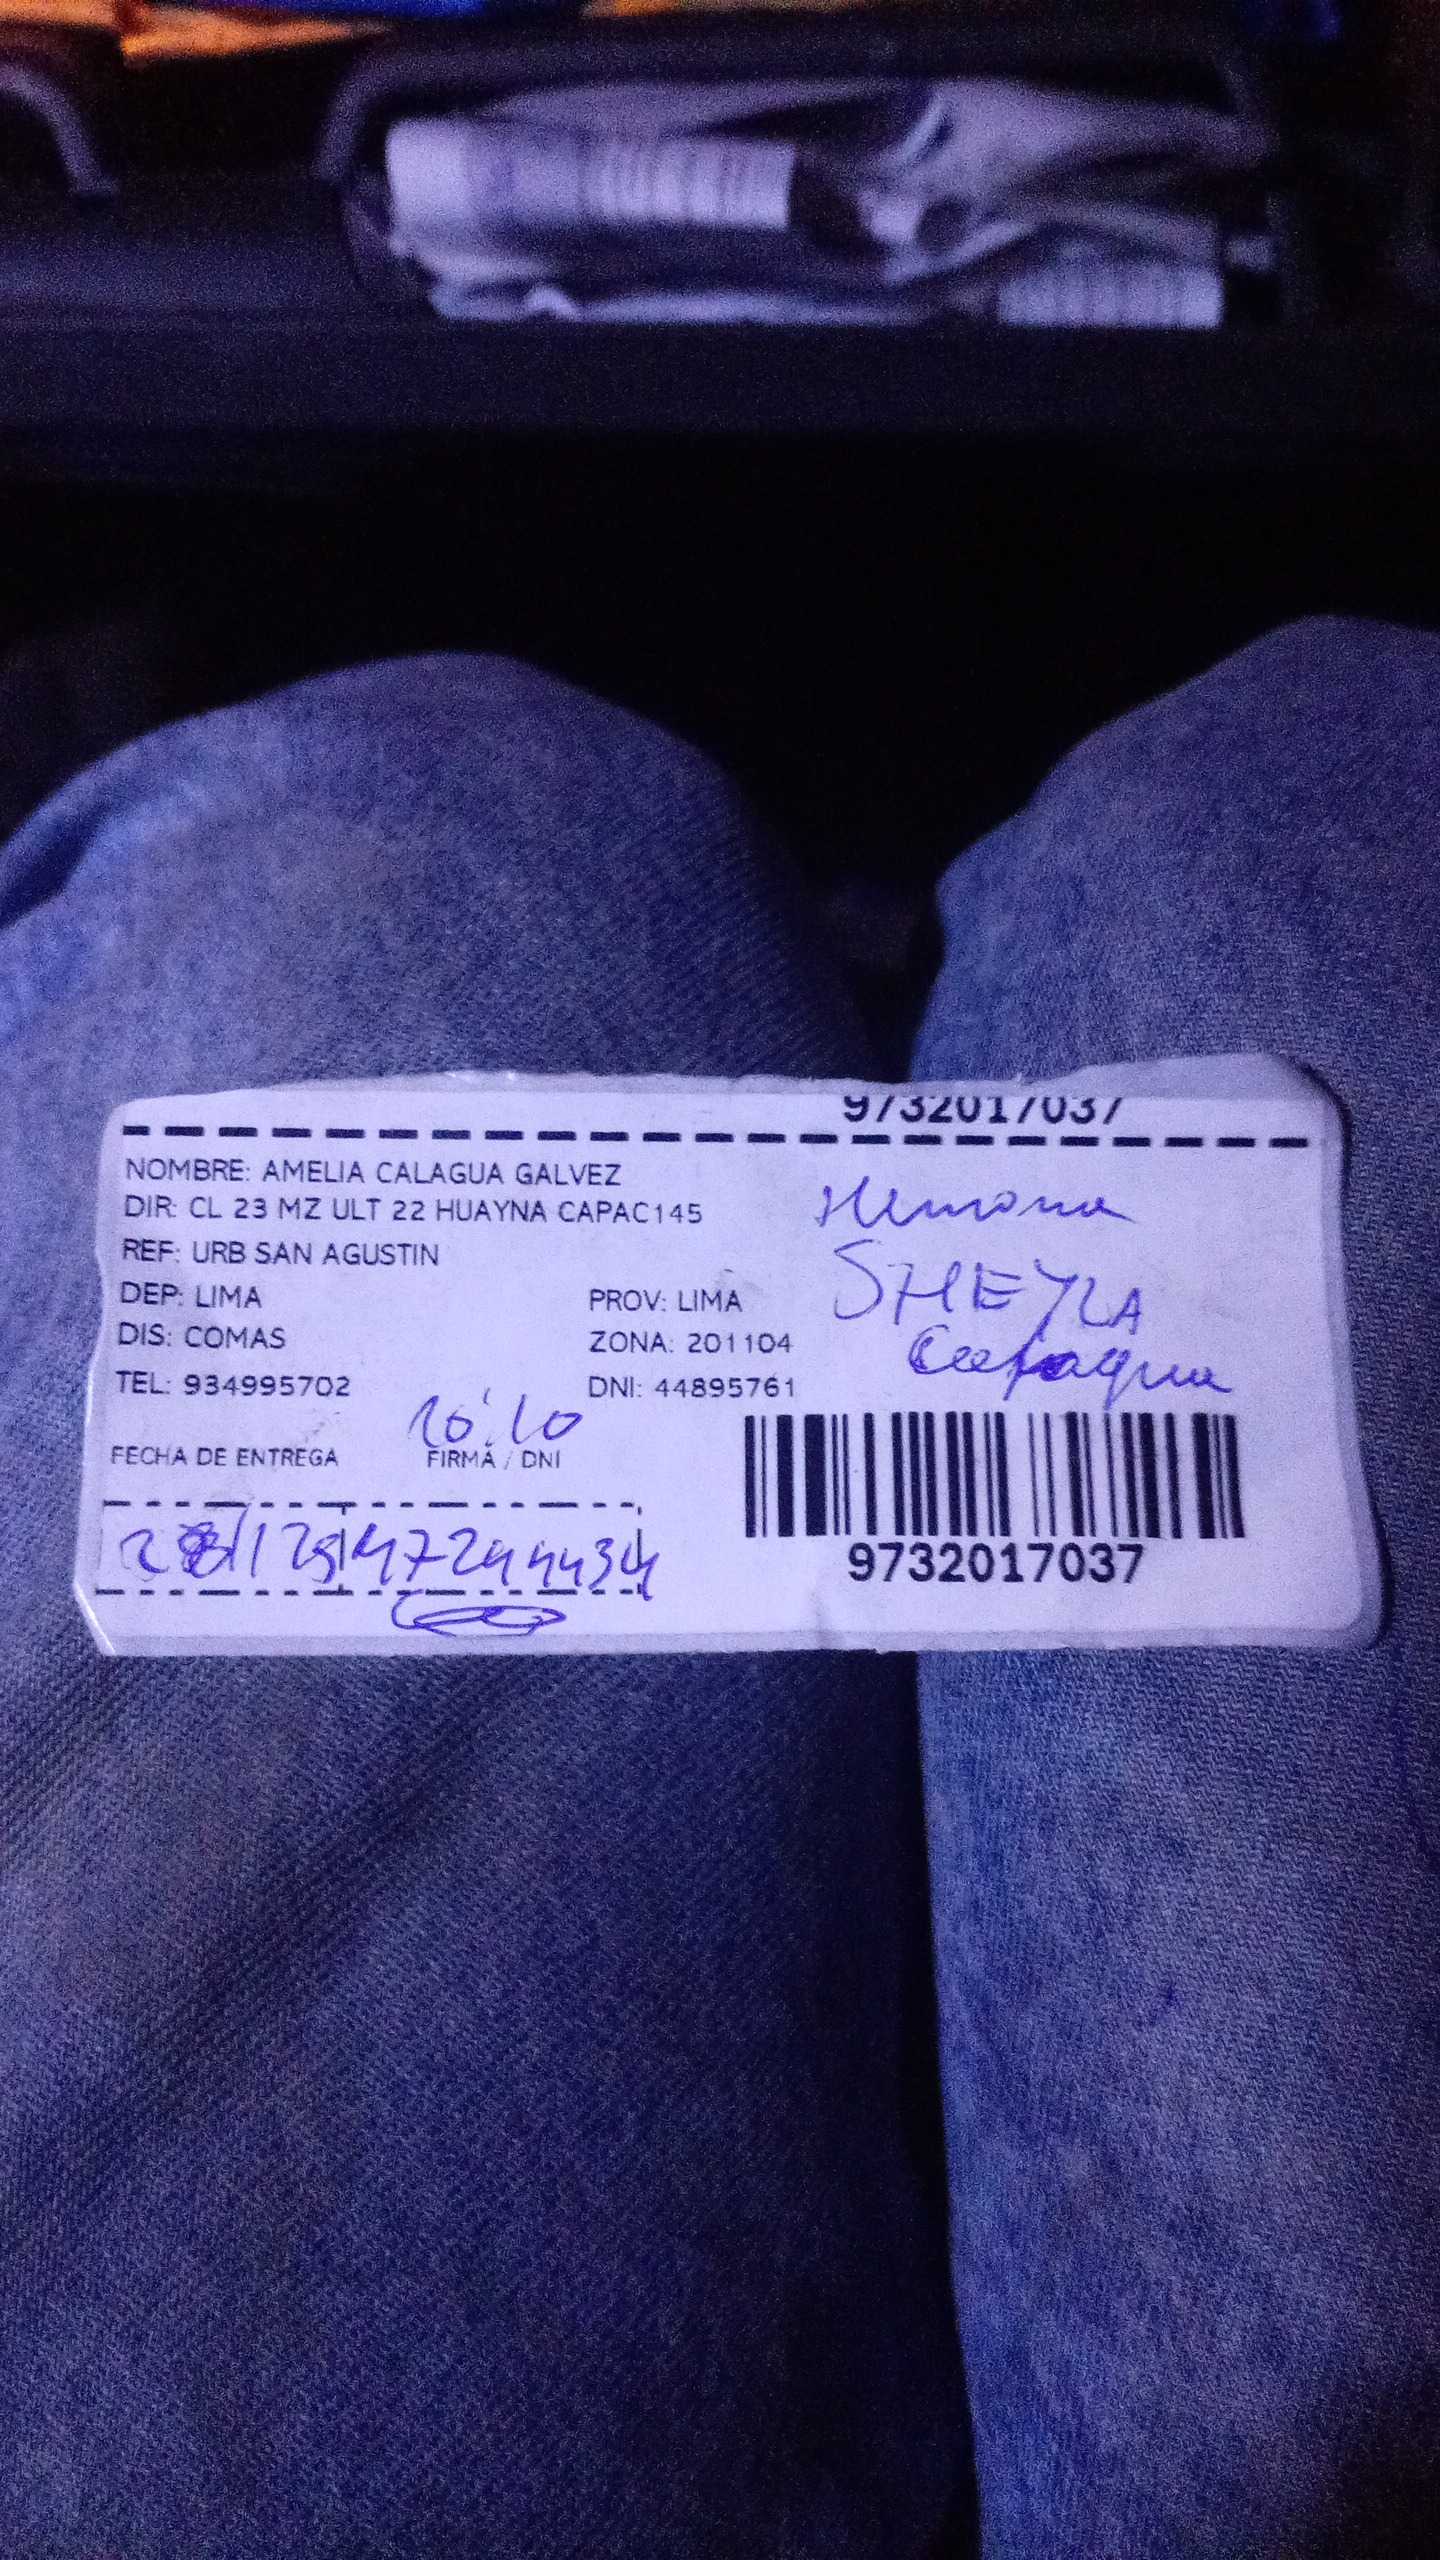 9732017037
NOMBRE: AMELIA CALAGUA GALVEZ
DIR: CL 23 MZ ULT 22 HUAYNA CAPAC145
REF: URB SAN AGUSTIN
DEP: LIMA PROV: LIMA
DIS: COMAS ZONA: 201104
TEL: 934995702 DNI: 44895761
Hermana
SHEYLA
Calagua
10:10
FECHA DE ENTREGA FIRMA / DNI
9732017037